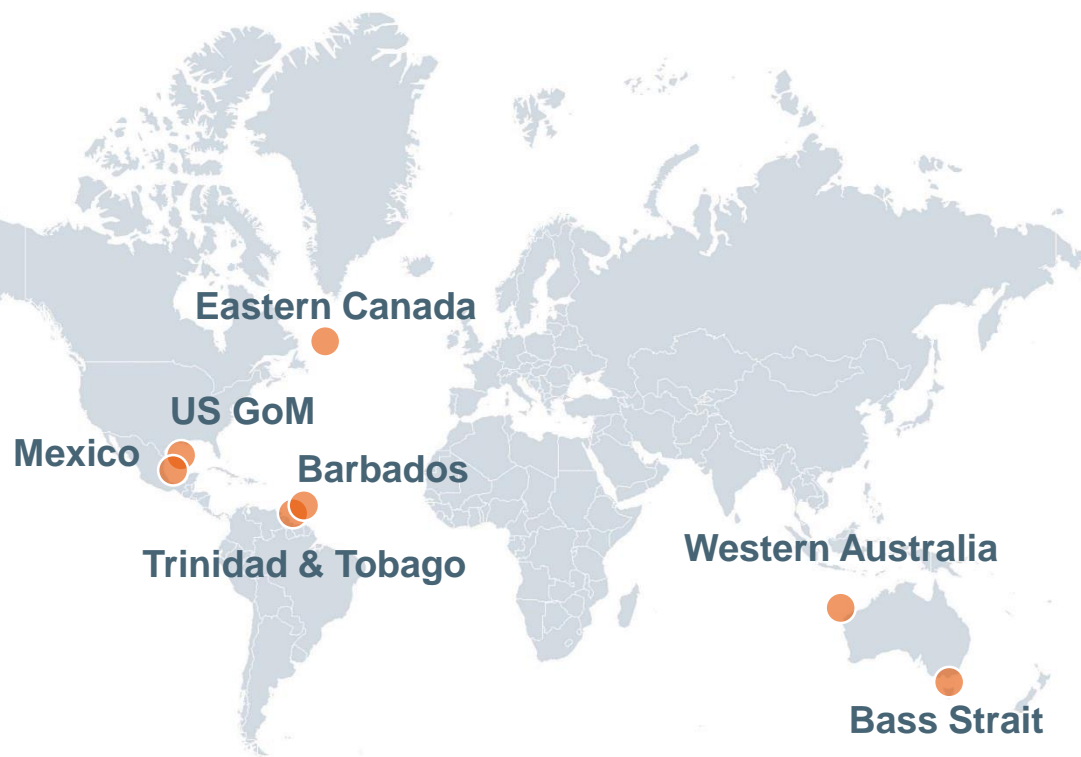 Eastern Canada
US GoM
Mexico
Barbados
Trinidad & Tobago
Western Australia
Bass Strait